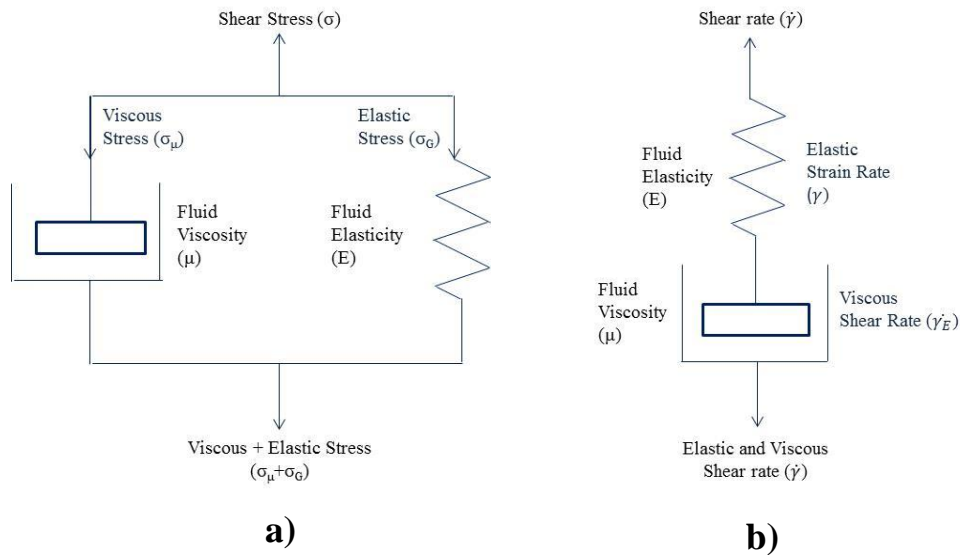 Shear Stress (σ)
Viscous
Stress (σμ)
Elastic
Stress (σG)
Fluid
Viscosity
(μ)
Fluid
Elasticity
(E)
Viscous + Elastic Stress
(σμ+σG)
a)
Shear rate (γ̇)
Fluid
Elasticity
(E)
Elastic
Strain Rate
(γ)
Fluid
Viscosity
(μ)
Viscous
Shear Rate (γ̇E)
Elastic and Viscous
Shear rate (γ̇)
b)